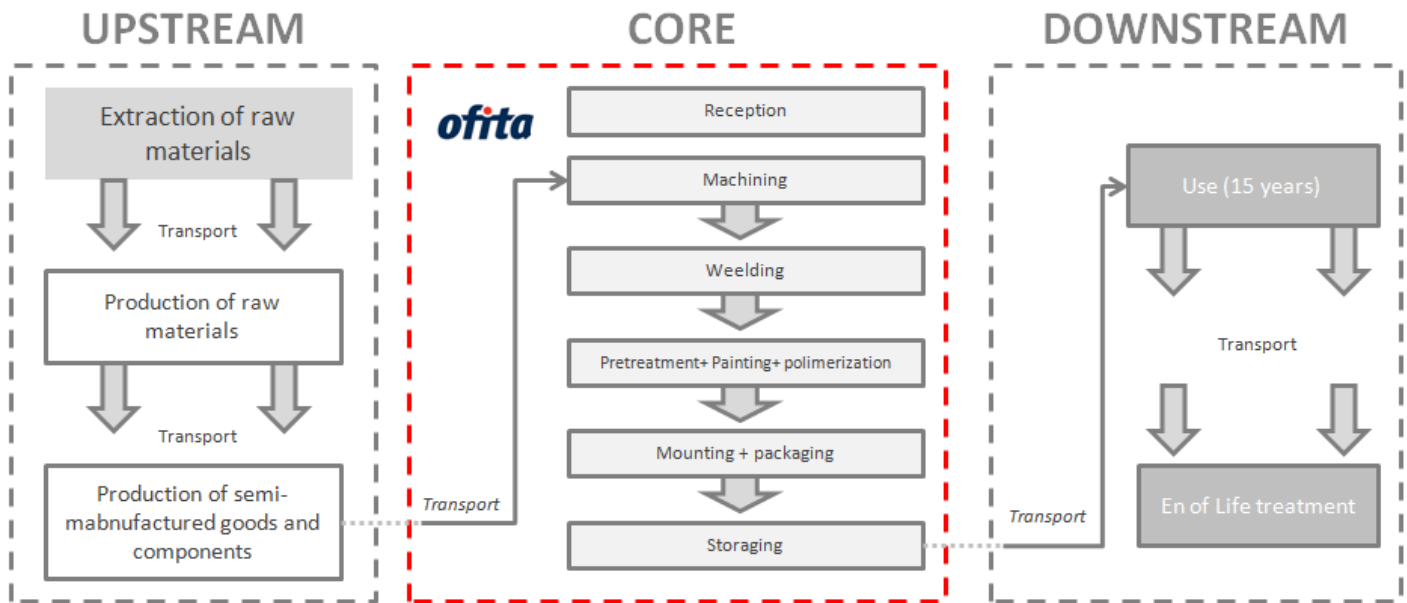 UPSTREAM
Extraction of raw
materials
Transport
Production of raw
materials
Transport
Production of semi-
mabnufactured goods and
components
Transport
CORE
ofita
Reception
Machining
Weelding
Pretreatment+ Painting+ polimerization
Mounting + packaging
Storaging
Transport
DOWNSTREAM
Use (15 years)
Transport
En of Life treatment